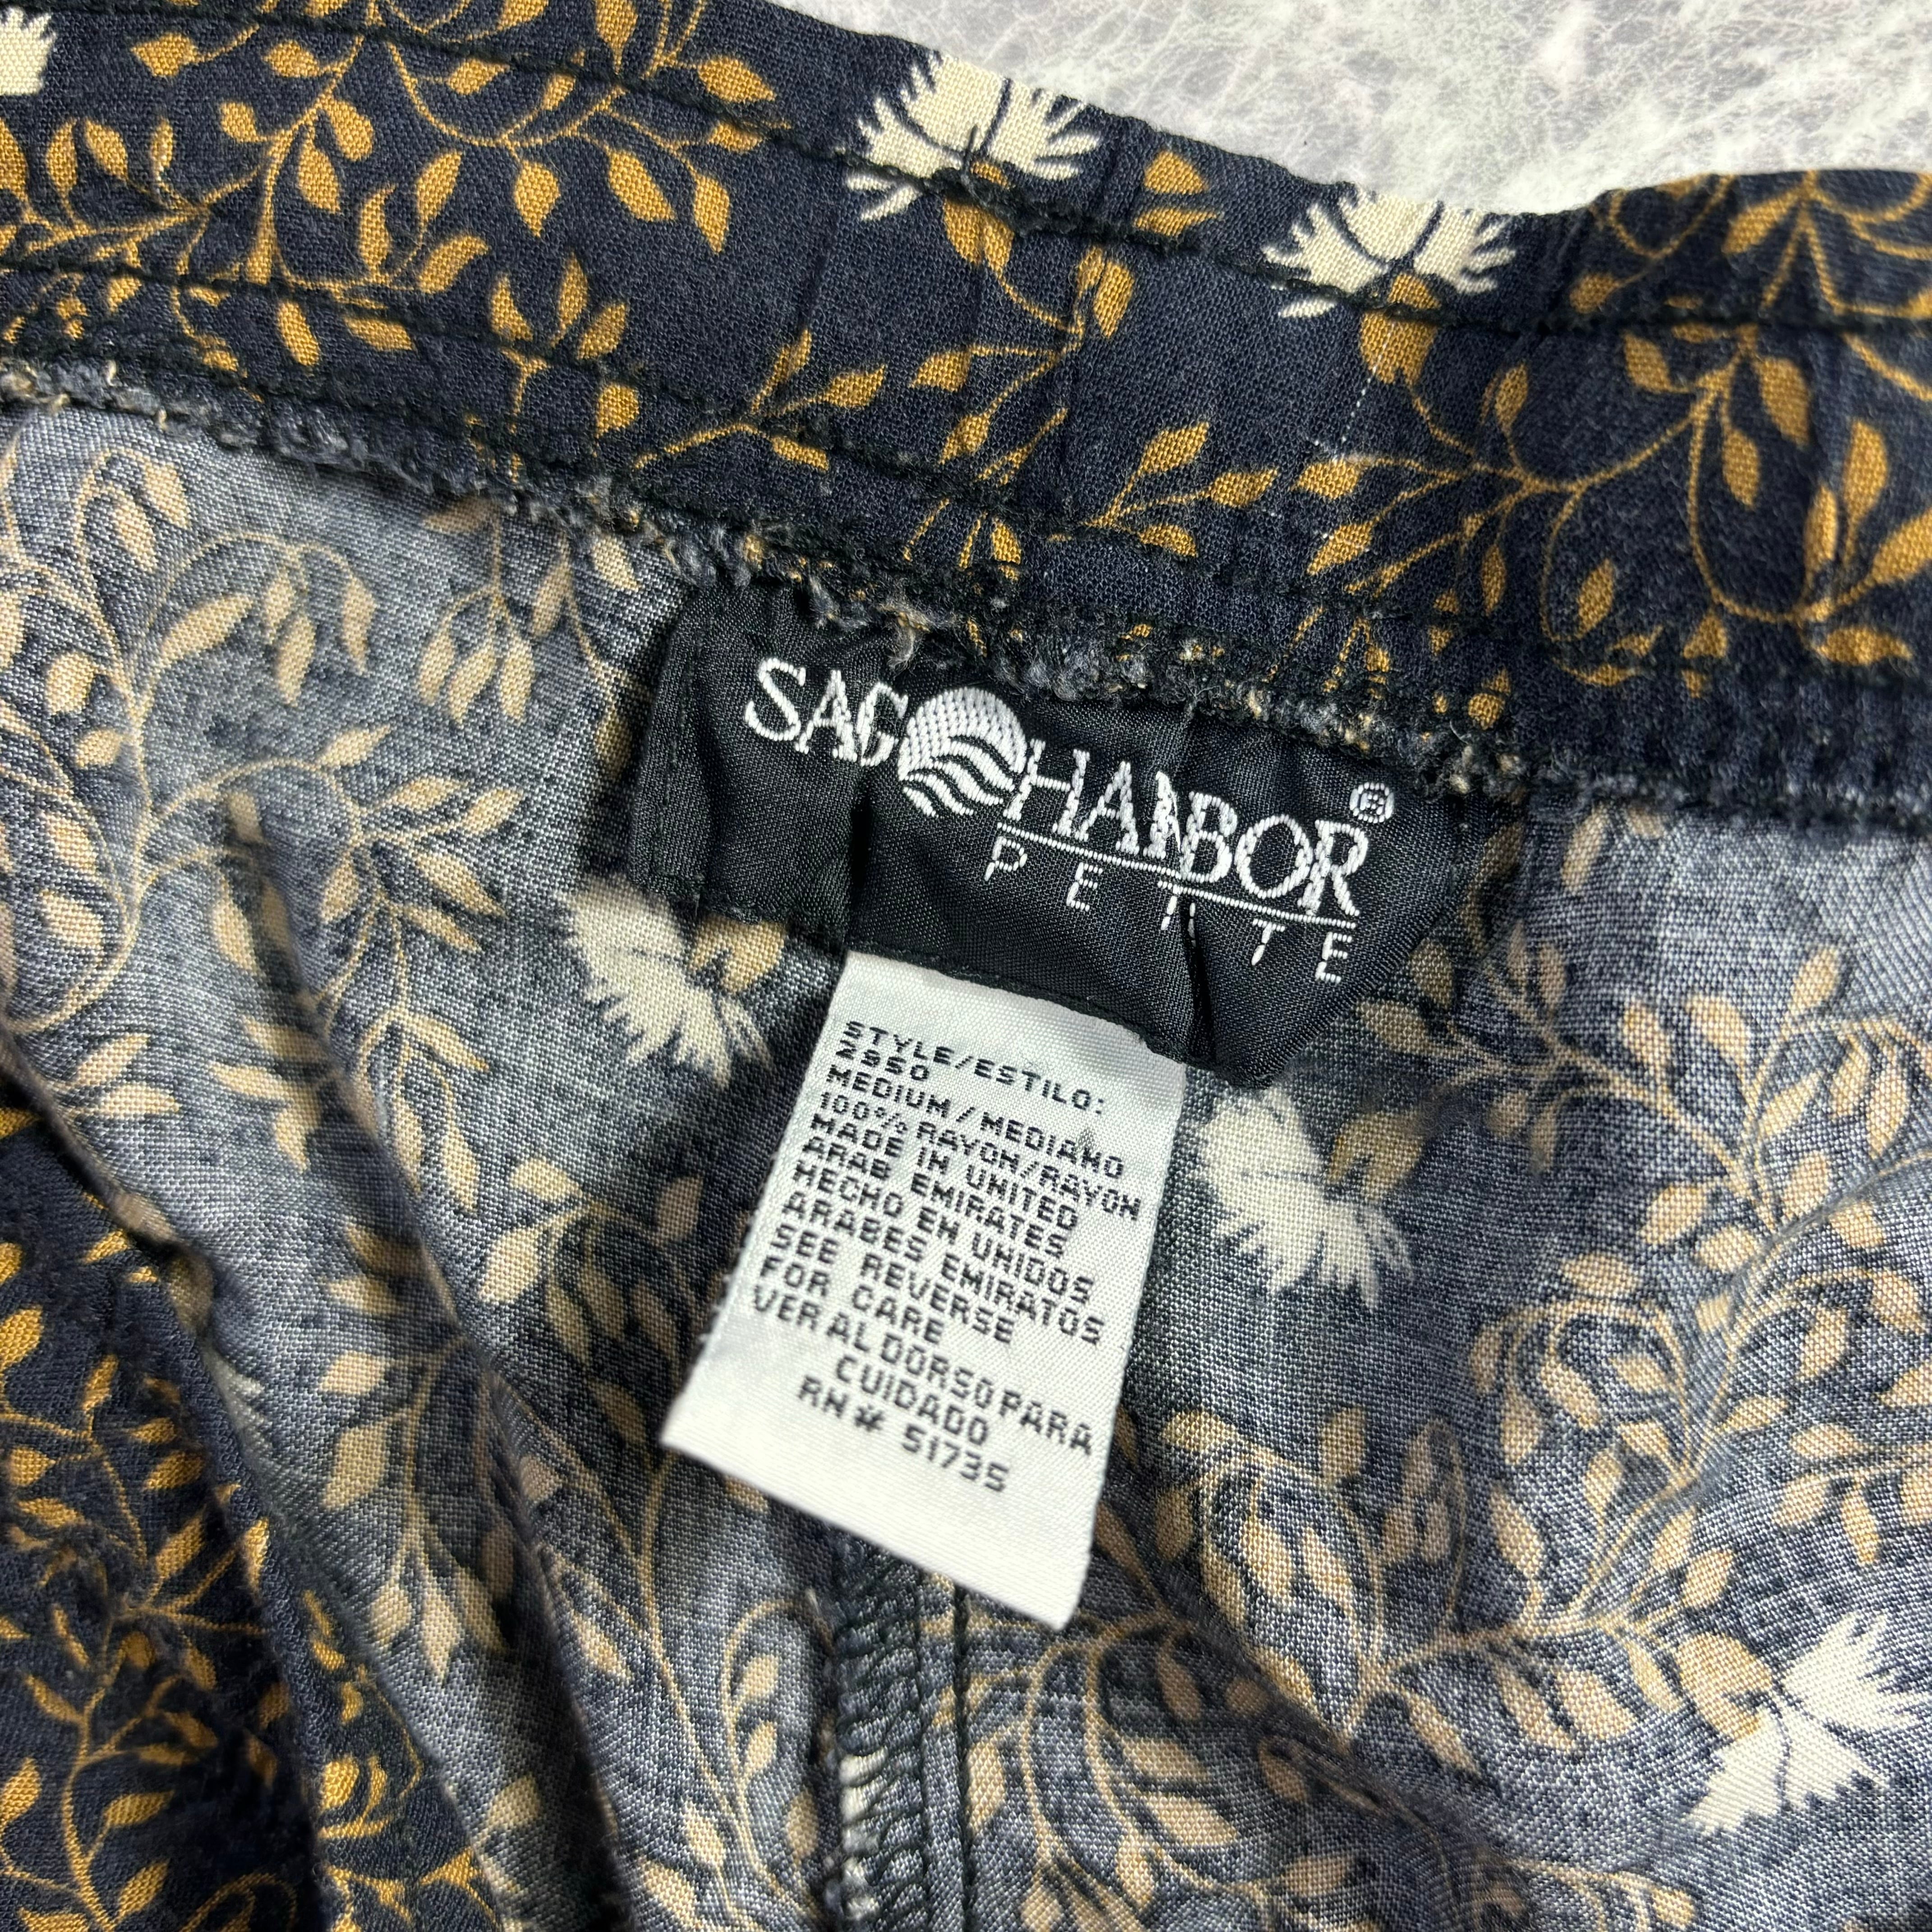 SAG HARBOR®
PETITE
STYLE/ESTILO:
2950
MEDIUM/MEDIANO
100% RAYON/RAYON
MADE IN UNITED
ARAB EMIRATES
HECHO EN UNIDOS
ARABES EMIRATOS
SEE REVERSE
FOR CARE
VER AL DORSO PARA
CUIDADO
RN# 51735